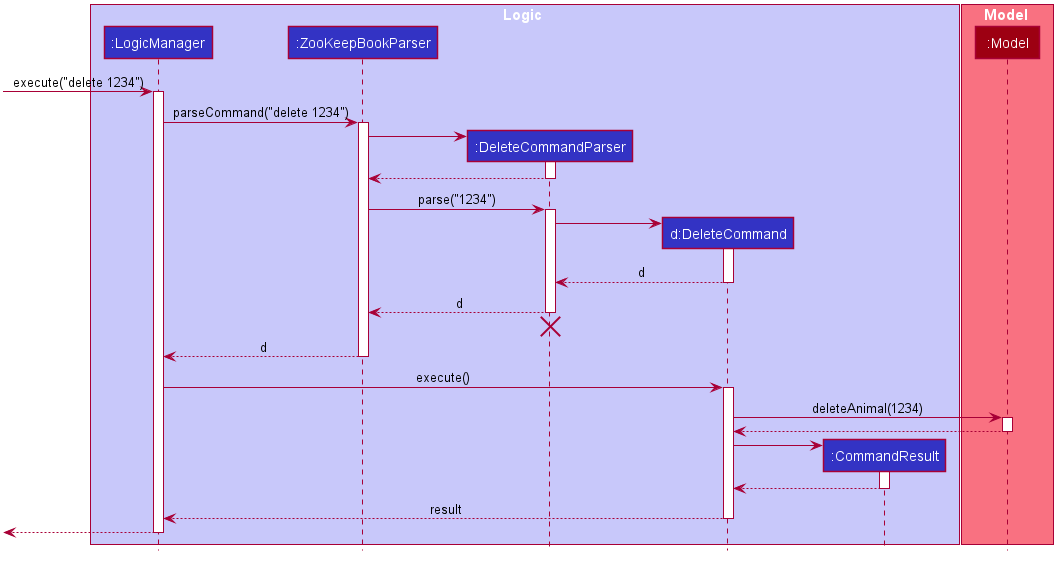 Logic
Model
:LogicManager
:ZooKeepBookParser
:Model
execute("delete 1234")
parseCommand("delete 1234")
:DeleteCommandParser
parse("1234")
d:DeleteCommand
d
d
d
execute()
deleteAnimal(1234)
:CommandResult
result